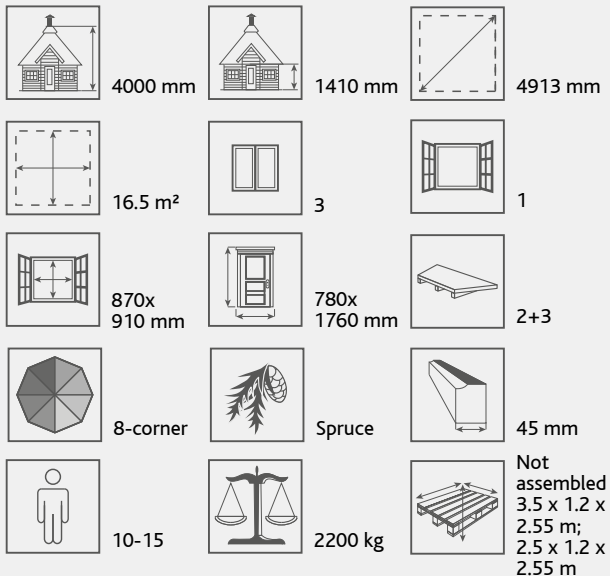 4000 mm
1410 mm
4913 mm
16.5 m²
3
1
870x
910 mm
780x
1760 mm
2+3
8-corner
Spruce
45 mm
10-15
2200 kg
Not
assembled
3.5 x 1.2 x
2.55 m;
2.5 x 1.2 x
2.55 m